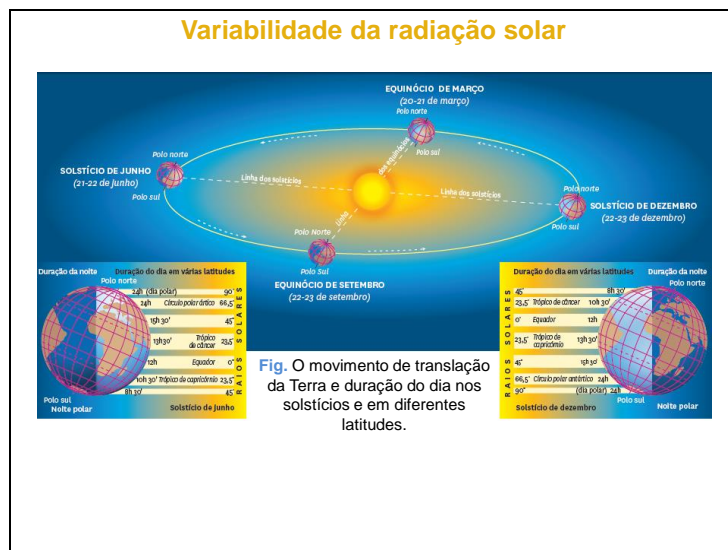 Variabilidade da radiação solar
EQUINÓCIO DE MARÇO
(20-21 de março)
Polo norte
Polo sul
dos equinócios
Polo norte
SOLSTÍCIO DE JUNHO
(21-22 de junho)
Polo sul
Linha dos solstícios
Linha dos solstícios
Polo norte
SOLSTÍCIO DE DEZEMBRO
(22-23 de dezembro)
Polo sul
Linha
Polo Norte
Polo Sul
EQUINÓCIO DE SETEMBRO
(22-23 de setembro)
Duração da noite
Duração do dia em várias latitudes
Polo norte
24h (dia polar) 90°
24h Círculo polar ártico 66,5°
15h 30' 45°
13h30' Trópico de câncer 23,5°
12h Equador 0°
10h 30' Trópico de capricórnio 23,5°
8h 30' 45°
RAIOS SOLARES
Polo sul
Noite polar
Solstício de junho
Fig. O movimento de translação
da Terra e duração do dia nos
solstícios e em diferentes
latitudes.
Duração do dia em várias latitudes
Duração da noite
Polo norte
45° 8h 30'
23,5° Trópico de câncer 10h 30'
0° Equador 12h
23,5° Trópico de capricórnio 13h 30'
45° 15h 30'
66,5° Círculo polar antártico 24h
90° (dia polar) 24h
RAIOS SOLARES
Polo sul
Solstício de dezembro
Noite polar